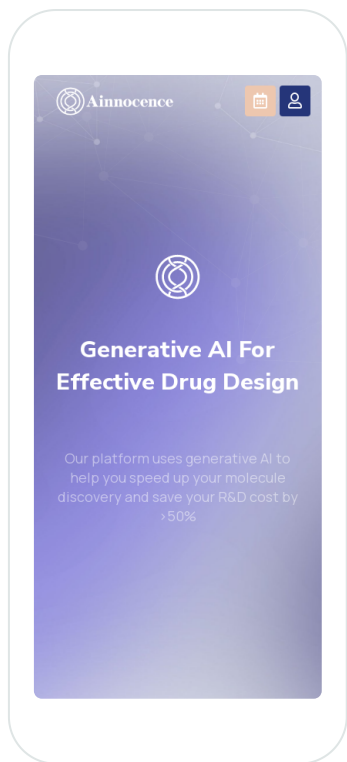 Ainnocence
Generative AI For
Effective Drug Design
Our platform uses generative AI to
help you speed up your molecule
discovery and save your R&D cost by
>50%